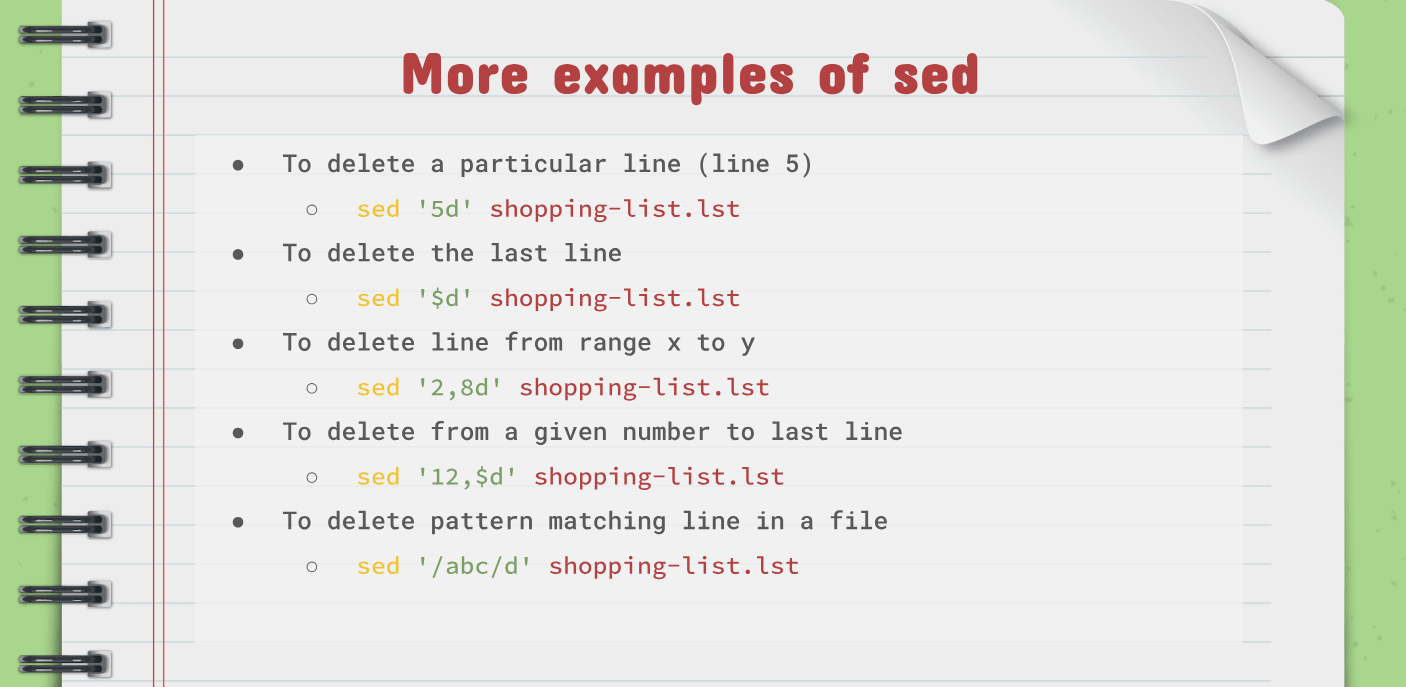 More examples of sed
● To delete a particular line (line 5)
○ sed '5d' shopping-list.lst
● To delete the last line
○ sed '$d' shopping-list.lst
● To delete line from range x to y
○ sed '2,8d' shopping-list.lst
● To delete from a given number to last line
○ sed '12,$d' shopping-list.lst
● To delete pattern matching line in a file
○ sed '/abc/d' shopping-list.lst